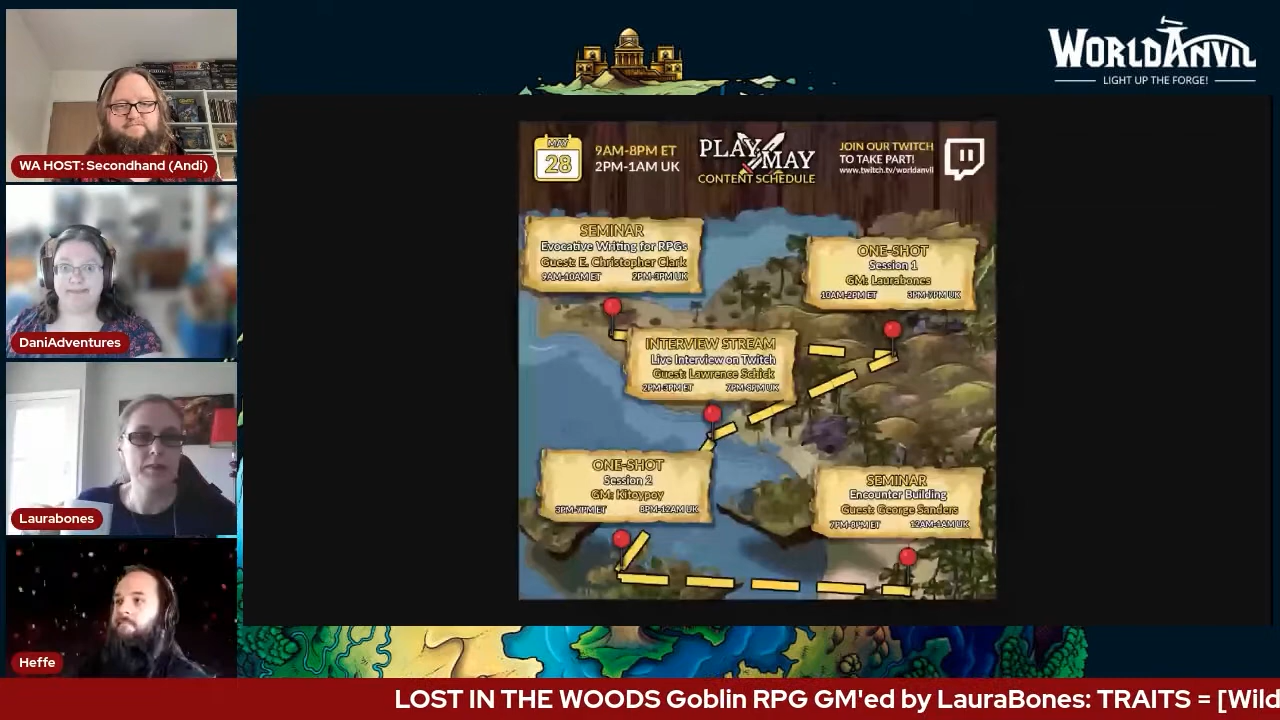 WORLDANVIL
LIGHT UP THE FORGE!
WA HOST: Secondhand (Andi)
DaniAdventures
Laurabones
Heffe
MAY
28
9AM-8PM ET
2PM-1AM UK
PLAY MAY
CONTENT SCHEDULE
JOIN OUR TWITCH
TO TAKE PART!
www.twitch.tv/worldanvil
SEMINAR
Evocative Writing for RPGs
Guest: E. Christopher Clark
9AM-10AM ET 2PM-3PM UK
ONE-SHOT
Session 1
GM: Laurabones
10AM-2PM ET 3PM-7PM UK
INTERVIEW STREAM
Live Interview on Twitch
Guest: Lawrence Schick
2PM-3PM ET 7PM-8PM UK
ONE-SHOT
Session 2
GM: Kitoypoy
3PM-7PM ET 8PM-12AM UK
SEMINAR
Encounter Building
Guest: George Sanders
7PM-8PM ET 12AM-1AM UK
LOST IN THE WOODS Goblin RPG GM'ed by LauraBones: TRAITS = [Wild